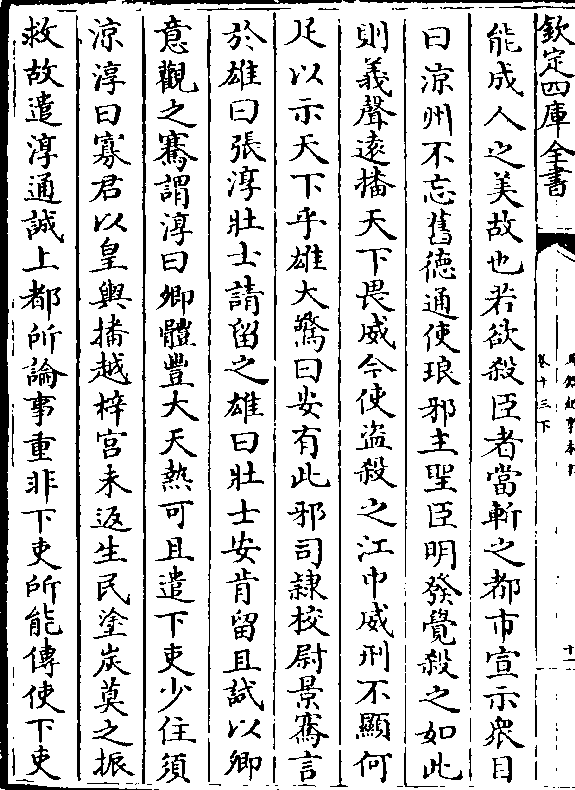 欽定四庫全書
卷十三下
十一
能成人之美故也若欲殺臣者當斬之都市宣示衆目
曰涼州不忘舊德通使琅邪主聖臣明發覺殺之如此
則義聲逺播天下畏威今使盜殺之江中威刑不顯何
足以示天下乎雄大驚曰安有此邪司隸校尉景騫言
於雄曰張淳壯士請留之雄曰壯士安肯留且試以卿
意觀之騫謂淳曰卿體豐大天熱可且遣下吏少住須
涼淳曰寡君以皇輿播越梓宫未返生民塗炭莫之振
救故遣淳通誠上都所論事重非下吏所能傳使下吏